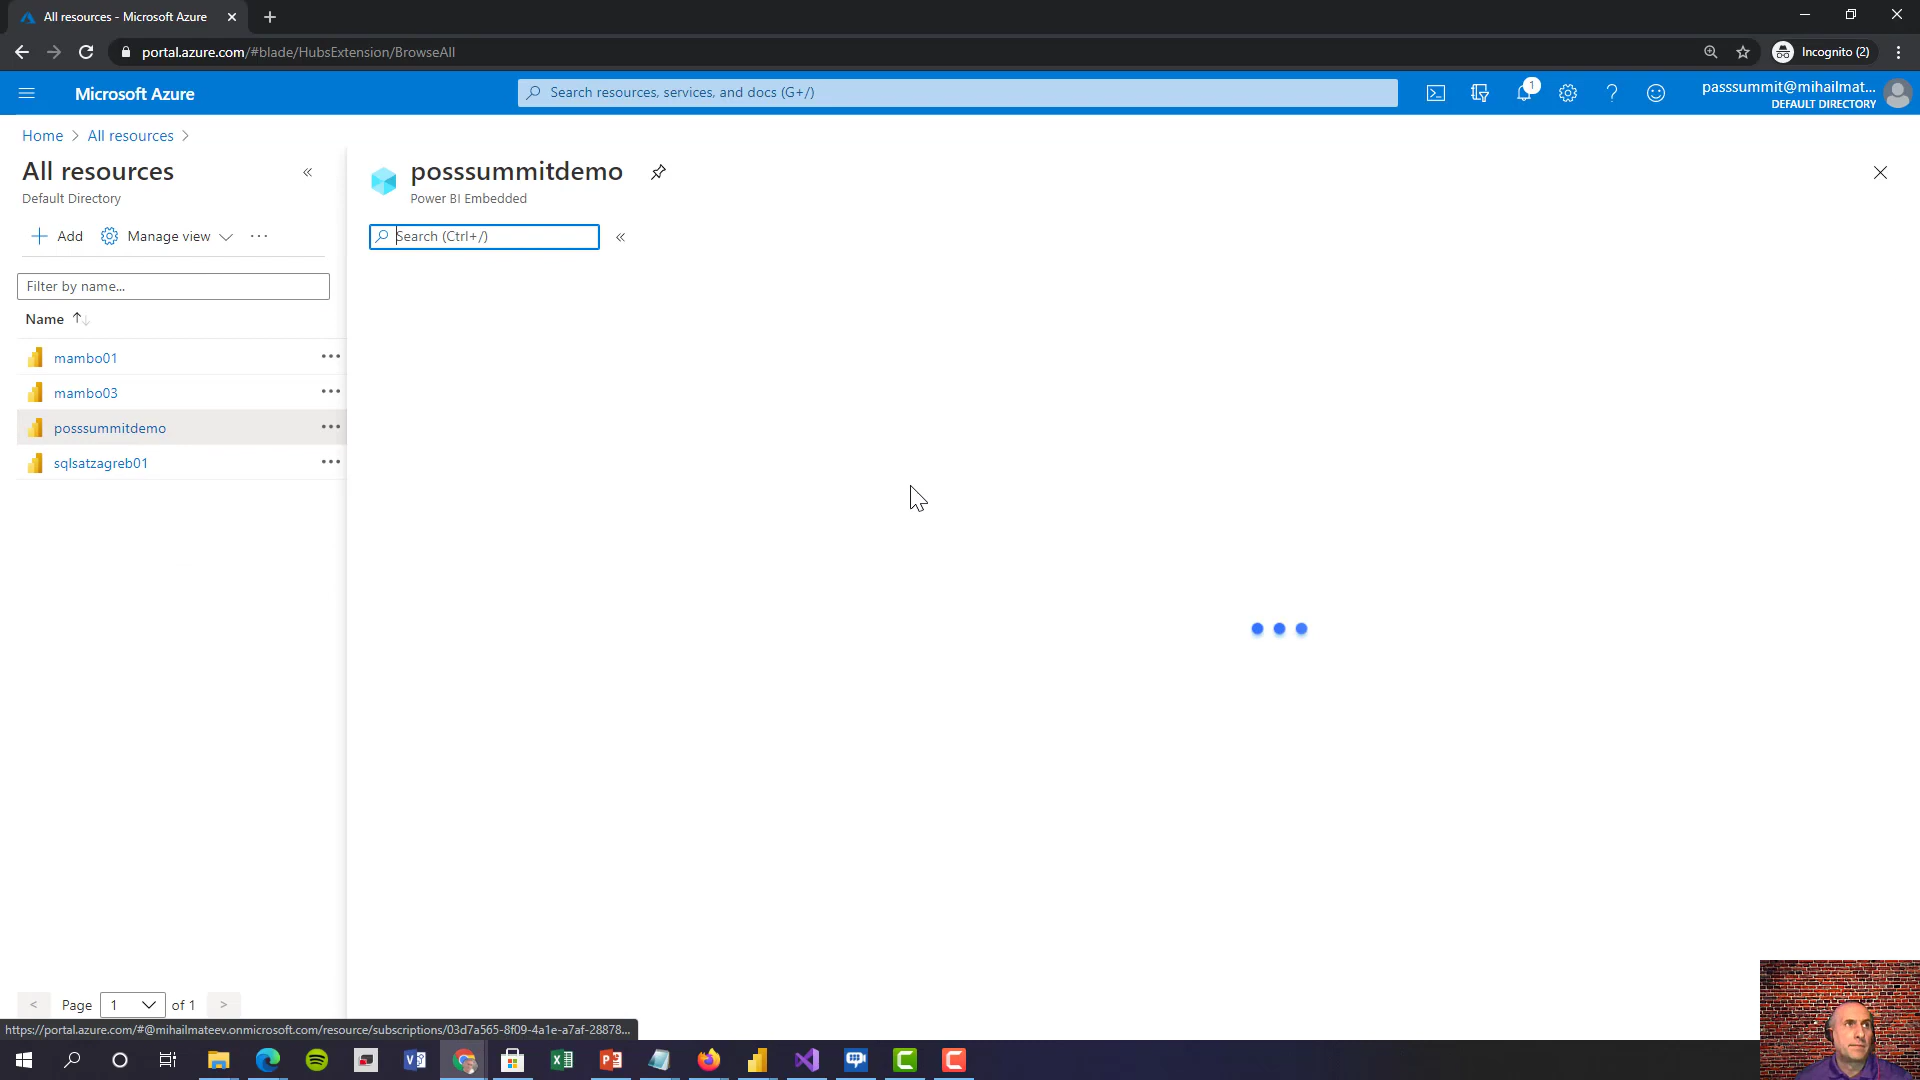 All resources - Microsoft Azure
portal.azure.com/#blade/HubsExtension/BrowseAll
Incognito (2)
Microsoft Azure
Search resources, services, and docs (G+/)
1
passsummit@mihailmat...
DEFAULT DIRECTORY
Home > All resources >
All resources
Default Directory
Add
Manage view
Filter by name...
Name
mambo01
mambo03
posssummitdemo
sqlsatzagreb01
posssummitdemo
Power BI Embedded
Search (Ctrl+/)
< Page 1 of 1 >
https://portal.azure.com/#@mihailmateev.onmicrosoft.com/resource/subscriptions/03d7a565-8f09-4a1e-a7af-28878...